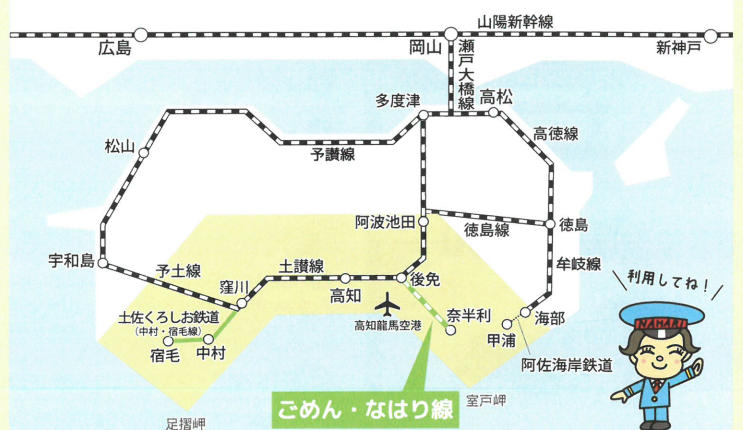 山陽新幹線
広島
岡山
新神戸
瀬戸大橋線
多度津
高松
高徳線
松山
予讃線
阿波池田
徳島線
徳島
宇和島
予土線
窪川
土讃線
高知
後免
牟岐線
利用してね!
土佐くろしお鉄道
(中村・宿毛線)
宿毛
中村
高知龍馬空港
奈半利
海部
甲浦
阿佐海岸鉄道
NAHARI
ごめん・なはり線
室戸岬
足摺岬